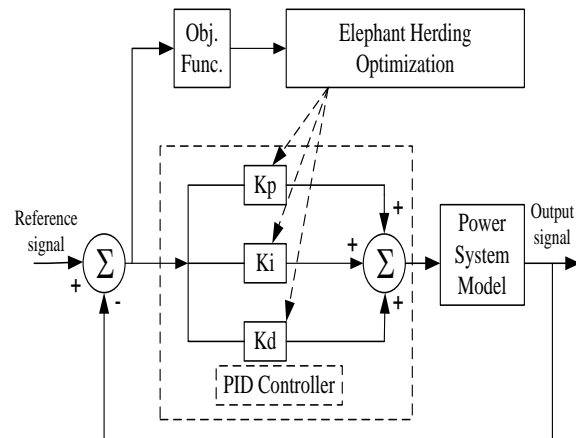 Obj.
Func.
Elephant Herding
Optimization
Kp
+
Reference
signal
Σ
+
-
Ki
+
Σ
+
Kd
PID Controller
Power
System
Model
Output
signal